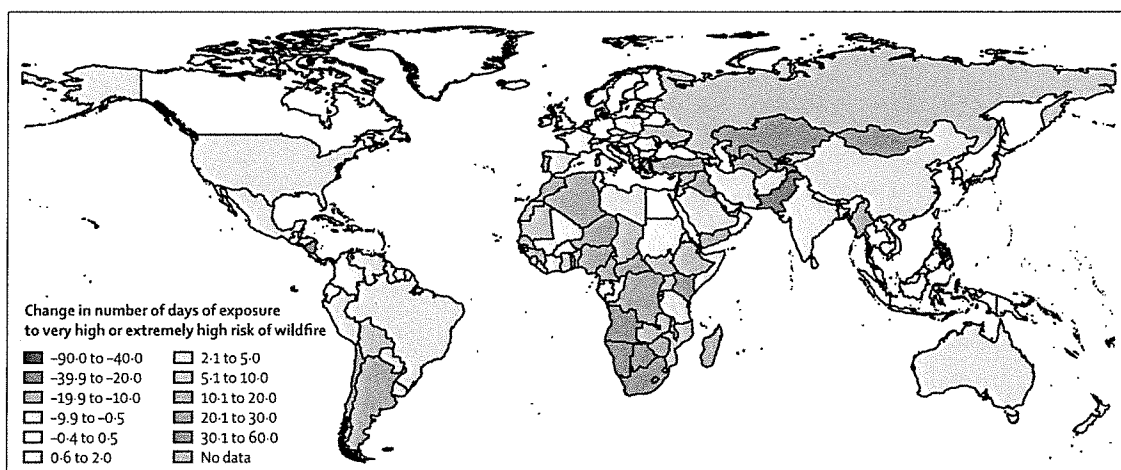 Change in number of days of exposure
to very high or extremely high risk of wildfire
-90·0 to -40·0
-39·9 to -20·0
-19·9 to -10·0
-9·9 to -0·5
-0·4 to 0·5
0·6 to 2·0
2·1 to 5·0
5·1 to 10·0
10·1 to 20·0
20·1 to 30·0
30·1 to 60·0
No data